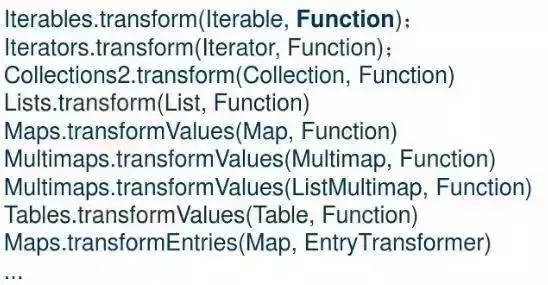 Iterables.transform(Iterable, Function)；
Iterators.transform(Iterator, Function)；
Collections2.transform(Collection, Function)
Lists.transform(List, Function)
Maps.transformValues(Map, Function)
Multimaps.transformValues(Multimap, Function)
Multimaps.transformValues(ListMultimap, Function)
Tables.transformValues(Table, Function)
Maps.transformEntries(Map, EntryTransformer)
...